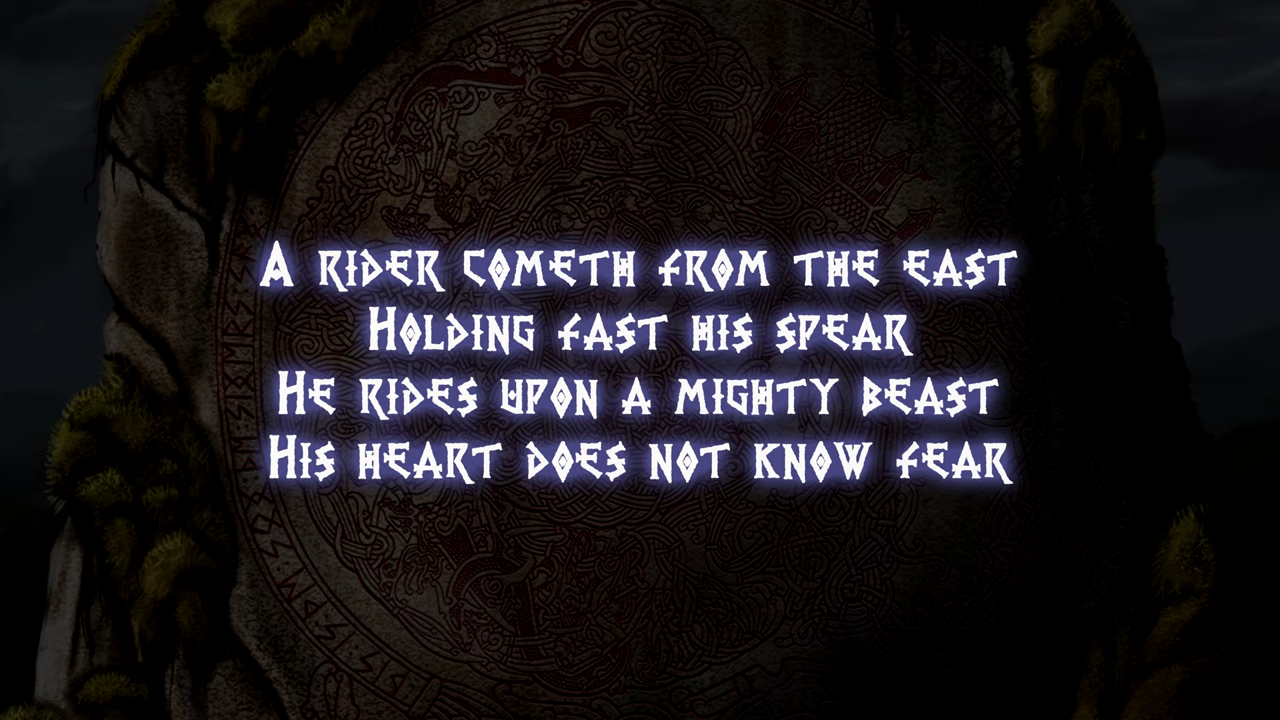 A rider cometh from the east
Holding fast his spear
He rides upon a mighty beast
His heart does not know fear